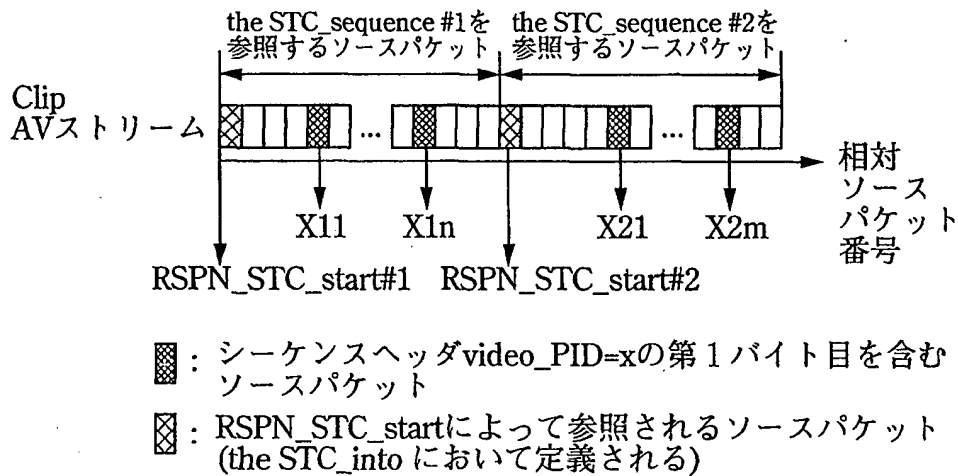 the STC_sequence #1を
参照するソースパケット
the STC_sequence #2を
参照するソースパケット
Clip
AVストリーム
...
...
相対
ソース
パケット
番号
X11
X1n
X21
X2m
RSPN_STC_start#1
RSPN_STC_start#2
: シーケンスヘッダvideo_PID=xの第1バイト目を含む
ソースパケット
: RSPN_STC_startによって参照されるソースパケット
(the STC_into において定義される)